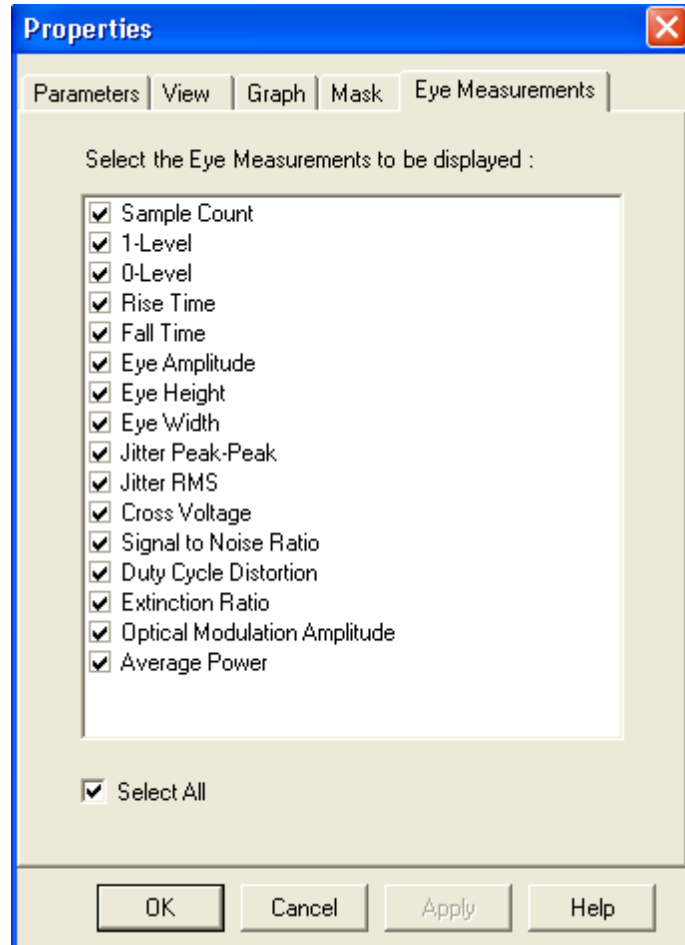 Properties
Parameters View Graph Mask Eye Measurements
Select the Eye Measurements to be displayed :
Sample Count
1-Level
0-Level
Rise Time
Fall Time
Eye Amplitude
Eye Height
Eye Width
Jitter Peak-Peak
Jitter RMS
Cross Voltage
Signal to Noise Ratio
Duty Cycle Distortion
Extinction Ratio
Optical Modulation Amplitude
Average Power
Select All
OK Cancel Apply Help